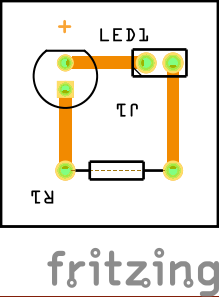 +
LED1
J1
R1
fritzing